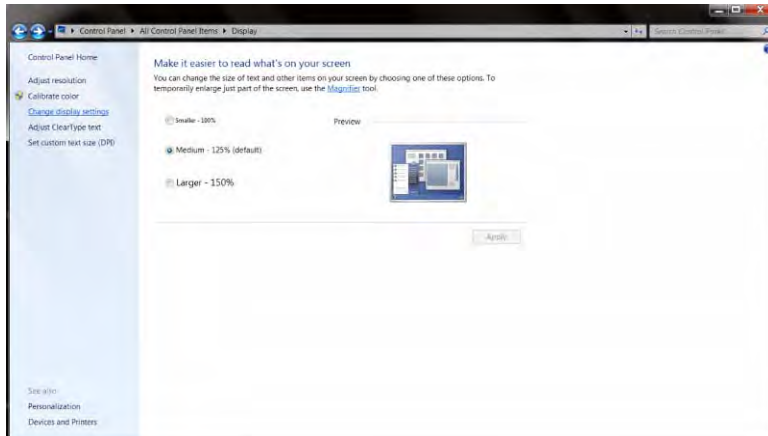 Control Panel ▸ All Control Panel Items ▸ Display
Search Control Panel
Control Panel Home
Adjust resolution
Calibrate color
Change display settings
Adjust ClearType text
Set custom text size (DPI)
Make it easier to read what's on your screen
You can change the size of text and other items on your screen by choosing one of these options. To
temporarily enlarge just part of the screen, use the Magnifier tool.
Smaller - 100%
Preview
Medium - 125% (default)
Larger - 150%
Apply
See also
Personalization
Devices and Printers